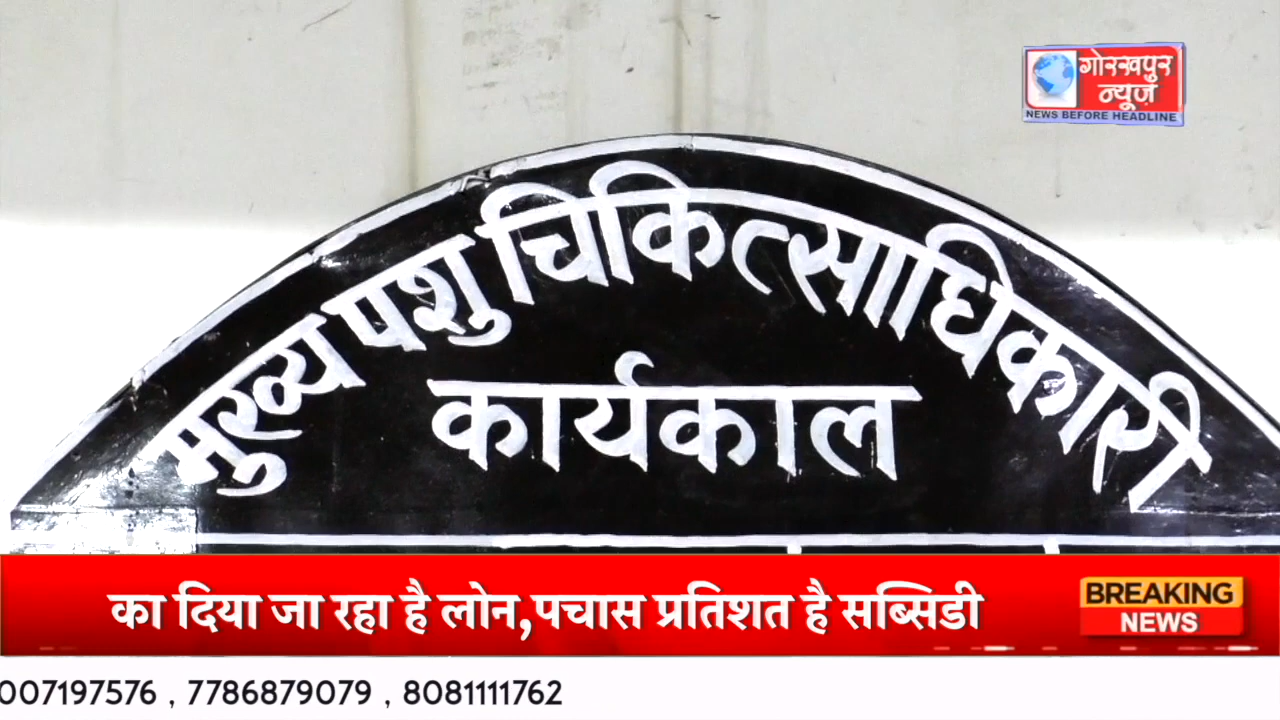 गोरखपुर
न्यूज़
NEWS BEFORE HEADLINE
मुख्य पशु चिकित्साधिकारी
कार्यकाल
का दिया जा रहा है लोन,पचास प्रतिशत है सब्सिडी
BREAKING
NEWS
007197576 , 7786879079 , 8081111762